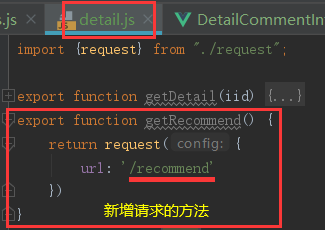 s.js × detail.js × DetailCommentIn
import {request} from "./request";
export function getDetail(iid) {...}
export function getRecommend() {
return request( config: {
url: '/recommend'
})
}
新增请求的方法